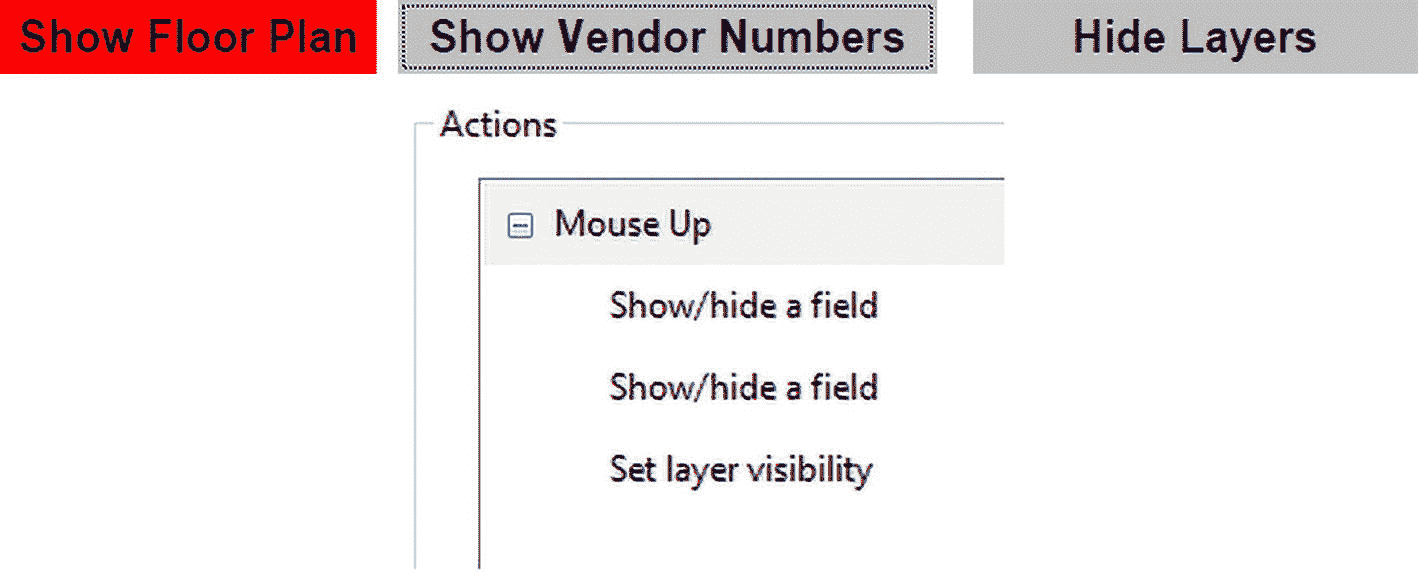 Show Floor Plan Show Vendor Numbers Hide Layers
Actions
Mouse Up
Show/hide a field
Show/hide a field
Set layer visibility